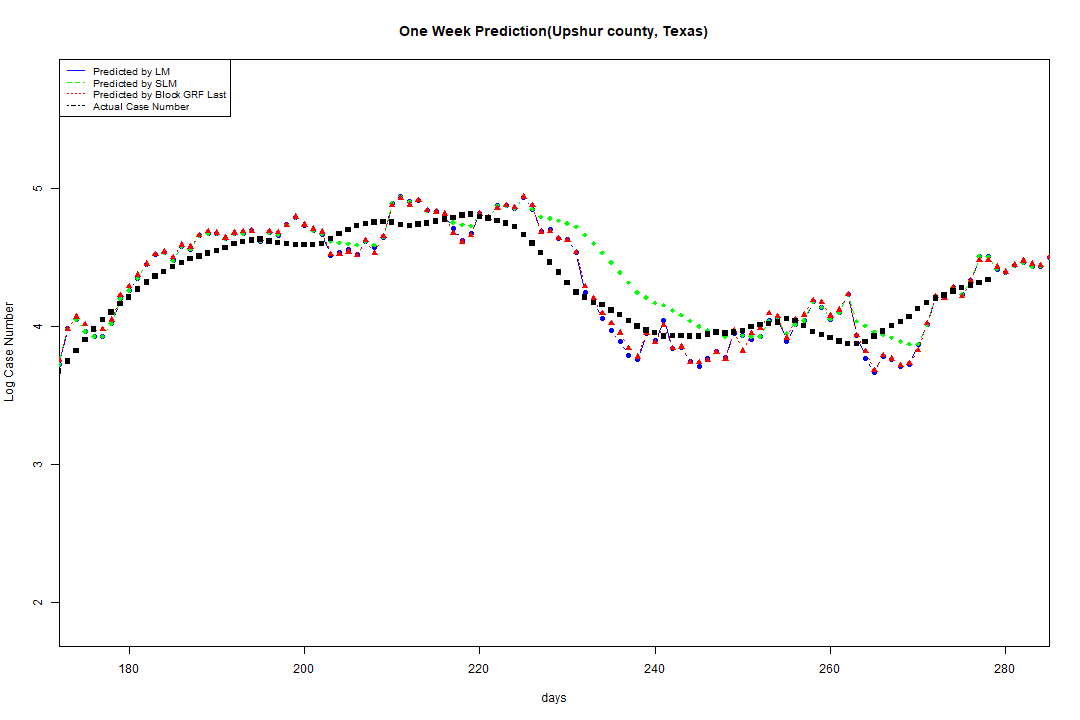 One Week Prediction(Upshur county, Texas)
Predicted by LM
Predicted by SLM
Predicted by Block GRF Last
Actual Case Number
5
4
3
2
Log Case Number
180 200 220 240 260 280
days